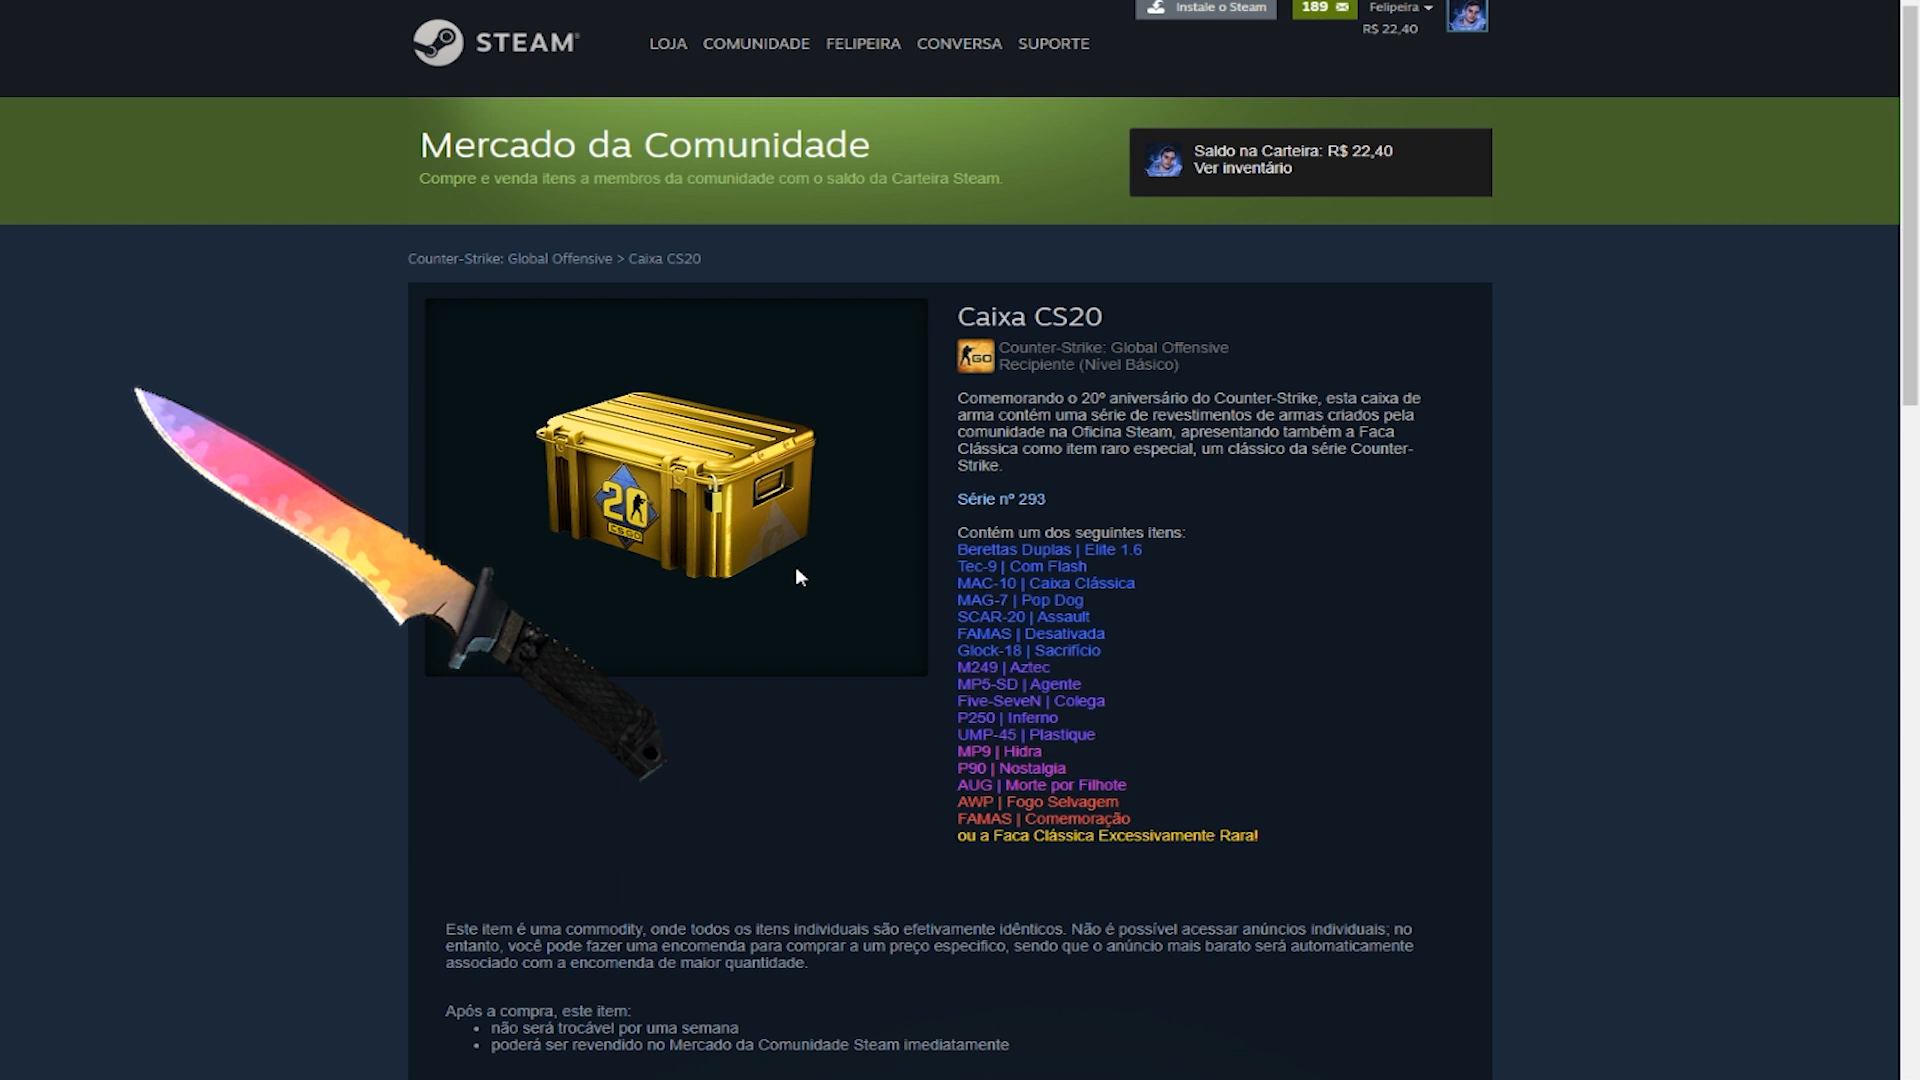 Instale o Steam
189
Felipeira
R$ 22,40
STEAM
LOJA COMUNIDADE FELIPEIRA CONVERSA SUPORTE
Mercado da Comunidade
Compre e venda itens a membros da comunidade com o saldo da Carteira Steam.
Saldo na Carteira: R$ 22,40
Ver inventário
Counter-Strike: Global Offensive > Caixa CS20
20
CS GO
Caixa CS20
GO
Counter-Strike: Global Offensive
Recipiente (Nível Básico)
Comemorando o 20º aniversário do Counter-Strike, esta caixa de
arma contém uma série de revestimentos de armas criados pela
comunidade na Oficina Steam, apresentando também a Faca
Clássica como item raro especial, um clássico da série Counter-
Strike.
Série nº 293
Contém um dos seguintes itens:
Berettas Duplas | Elite 1.6
Tec-9 | Com Flash
MAC-10 | Caixa Clássica
MAG-7 | Pop Dog
SCAR-20 | Assault
FAMAS | Desativada
Glock-18 | Sacrifício
M249 | Aztec
MP5-SD | Agente
Five-SeveN | Colega
P250 | Inferno
UMP-45 | Plastique
MP9 | Hidra
P90 | Nostalgia
AUG | Morte por Filhote
AWP | Fogo Selvagem
FAMAS | Comemoração
ou a Faca Clássica Excessivamente Rara!
Este item é uma commodity, onde todos os itens individuais são efetivamente idênticos. Não é possível acessar anúncios individuais; no
entanto, você pode fazer uma encomenda para comprar a um preço específico, sendo que o anúncio mais barato será automaticamente
associado com a encomenda de maior quantidade.
Após a compra, este item:
• não será trocável por uma semana
• poderá ser revendido no Mercado da Comunidade Steam imediatamente